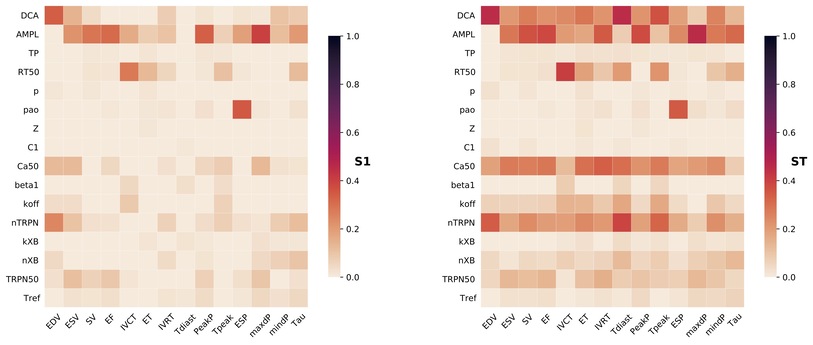 DCA
AMPL
TP
RT50
p
pao
Z
C1
Ca50
beta1
koff
nTRPN
kXB
nXB
TRPN50
Tref
EDV ESV SV EF IVCT ET IVRT Tdiast PeakP Tpeak ESP maxdP mindP Tau
1.0
0.8
0.6
0.4
0.2
0.0
S1
DCA
AMPL
TP
RT50
p
pao
Z
C1
Ca50
beta1
koff
nTRPN
kXB
nXB
TRPN50
Tref
EDV ESV SV EF IVCT ET IVRT Tdiast PeakP Tpeak ESP maxdP mindP Tau
1.0
0.8
0.6
0.4
0.2
0.0
ST